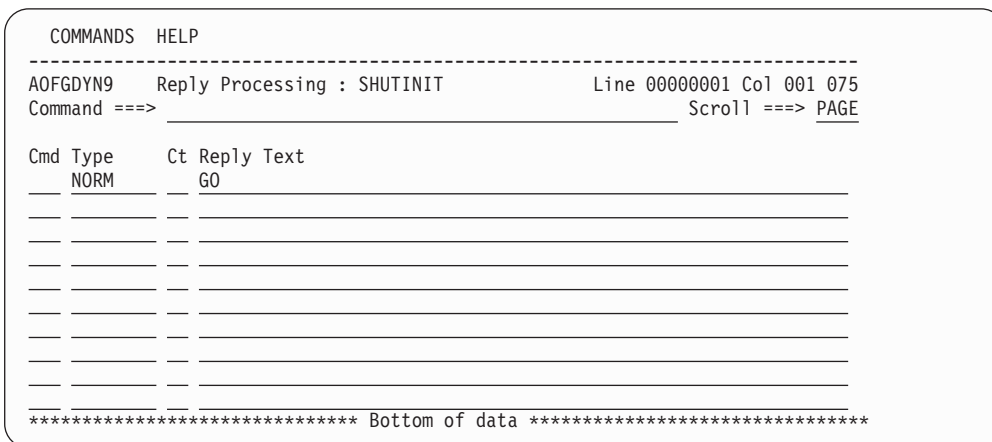 COMMANDS HELP
-------------------------------------------------------------------------------
AOFGDYN9 Reply Processing : SHUTINIT Line 00000001 Col 001 075
Command ===> Scroll ===> PAGE
Cmd Type Ct Reply Text
NORM GO
******************************* Bottom of data ********************************